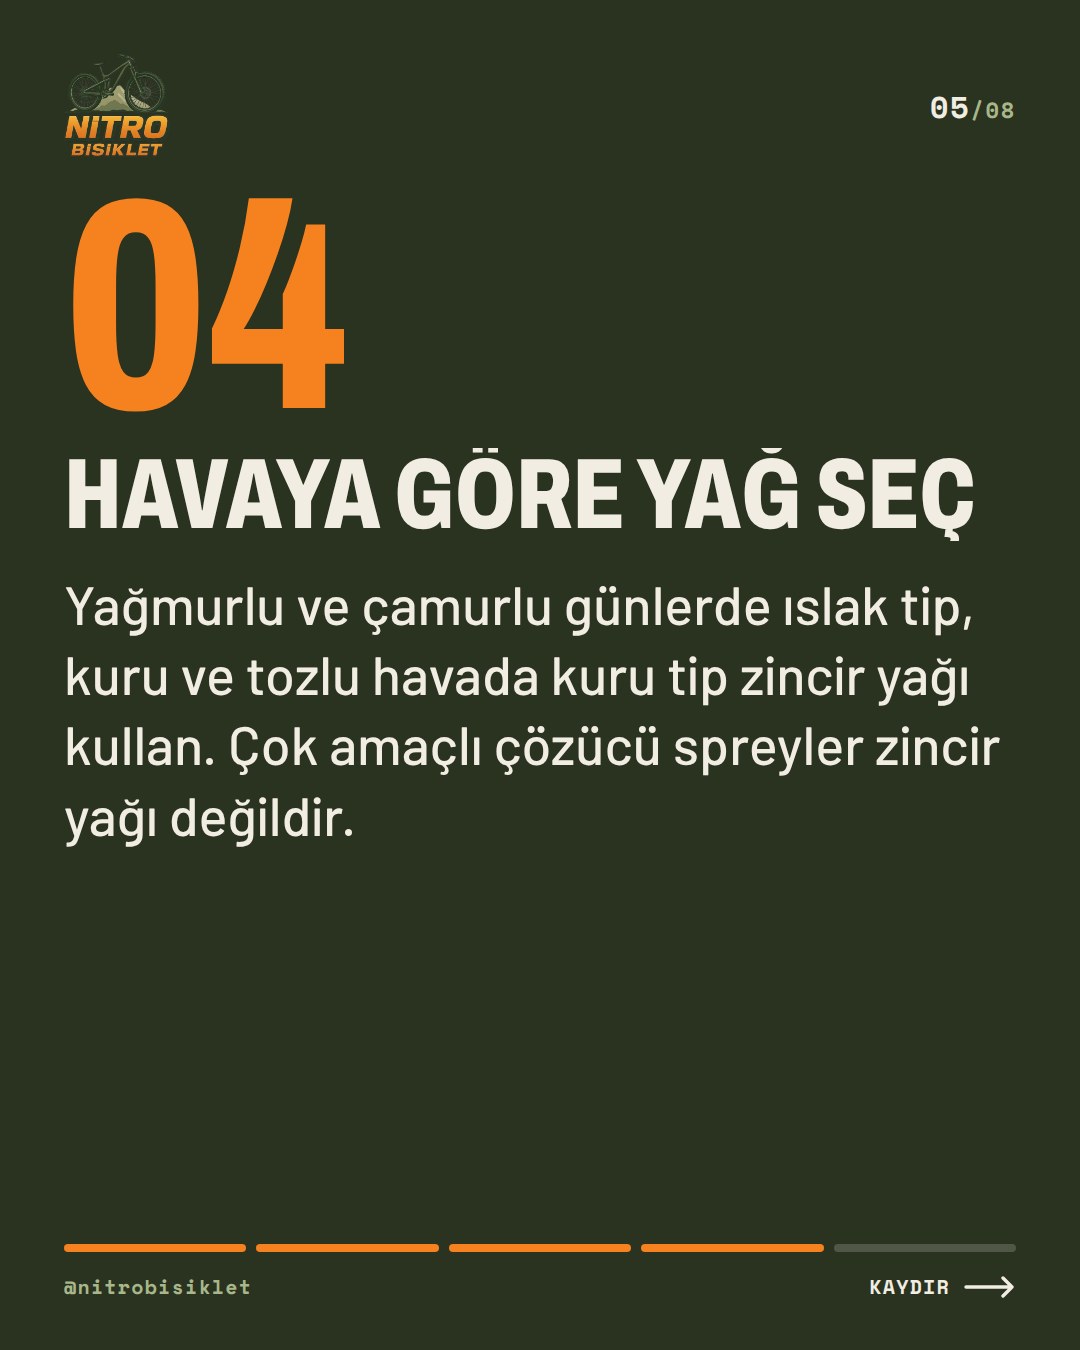 NITRO
BISIKLET
05/08
04
HAVAYA GÖRE YAĞ SEÇ
Yağmurlu ve çamurlu günlerde ıslak tip,
kuru ve tozlu havada kuru tip zincir yağı
kullan. Çok amaçlı çözücü spreyler zincir
yağı değildir.
@nitrobisiklet
KAYDIR